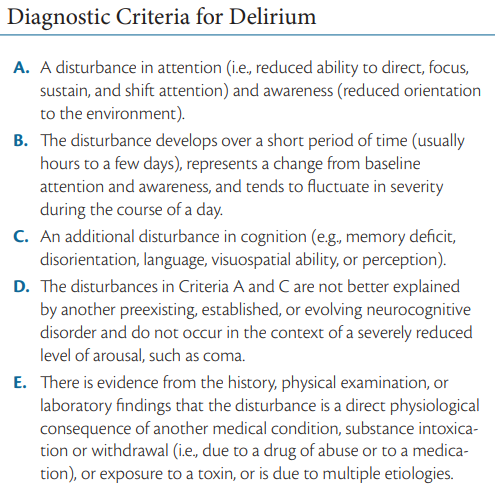 Diagnostic Criteria for Delirium
A. A disturbance in attention (i.e., reduced ability to direct, focus,
sustain, and shift attention) and awareness (reduced orientation
to the environment).
B. The disturbance develops over a short period of time (usually
hours to a few days), represents a change from baseline
attention and awareness, and tends to fluctuate in severity
during the course of a day.
C. An additional disturbance in cognition (e.g., memory deficit,
disorientation, language, visuospatial ability, or perception).
D. The disturbances in Criteria A and C are not better explained
by another preexisting, established, or evolving neurocognitive
disorder and do not occur in the context of a severely reduced
level of arousal, such as coma.
E. There is evidence from the history, physical examination, or
laboratory findings that the disturbance is a direct physiological
consequence of another medical condition, substance intoxica-
tion or withdrawal (i.e., due to a drug of abuse or to a medica-
tion), or exposure to a toxin, or is due to multiple etiologies.